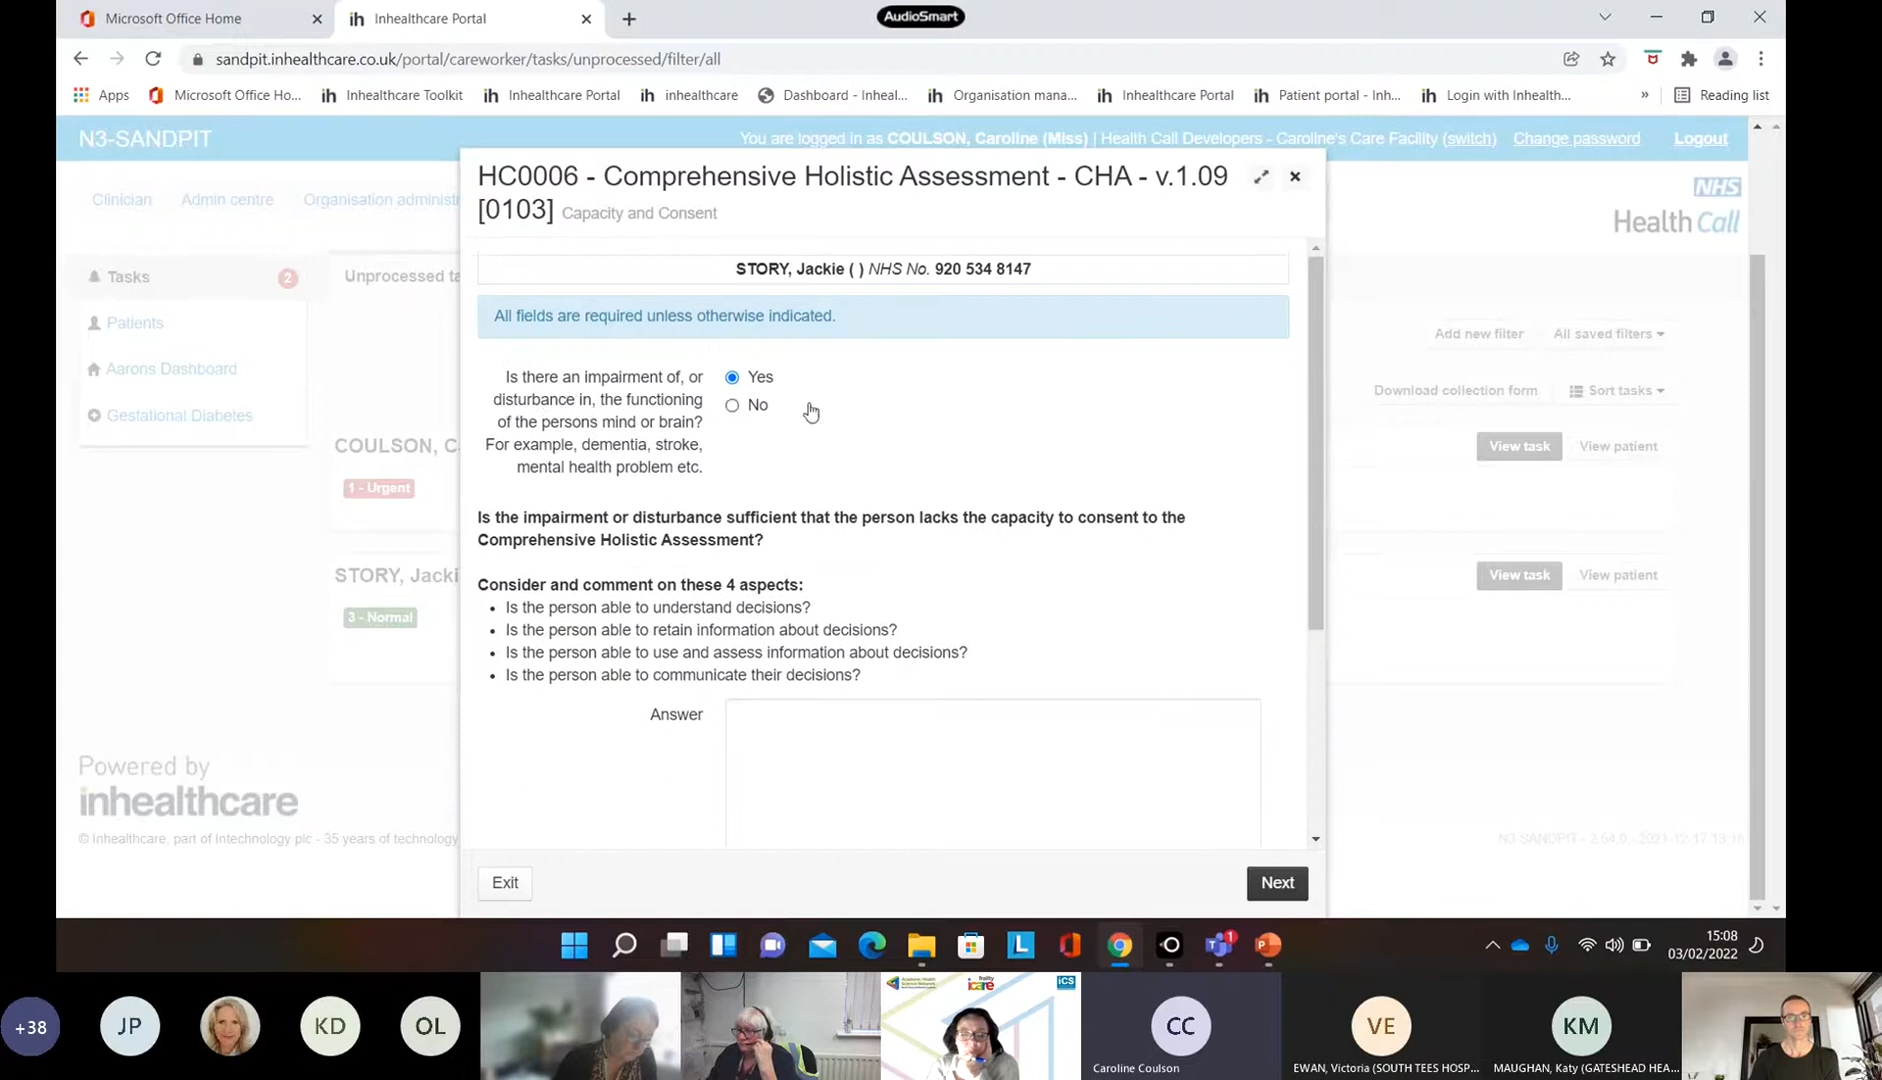 Microsoft Office Home
Inhealthcare Portal
AudioSmart
sandpit.inhealthcare.co.uk/portal/careworker/tasks/unprocessed/filter/all
Apps
Microsoft Office Ho...
Inhealthcare Toolkit
Inhealthcare Portal
inhealthcare
Dashboard - Inheal...
Organisation mana...
Inhealthcare Portal
Patient portal - Inh...
Login with Inhealth...
»
Reading list
N3-SANDPIT
You are logged in as COULSON, Caroline (Miss) | Health Call Developers - Caroline's Care Facility (switch)
Change password
Logout
Clinician
Admin centre
Organisation administr
NHS
Health Call
HC0006 - Comprehensive Holistic Assessment - CHA - v.1.09
[0103] Capacity and Consent
Tasks
2
Patients
Aarons Dashboard
Gestational Diabetes
Unprocessed ta
Add new filter
All saved filters
Download collection form
Sort tasks
COULSON, C
1 - Urgent
View task
View patient
STORY, Jacki
3 - Normal
View task
View patient
STORY, Jackie ( ) NHS No. 920 534 8147
All fields are required unless otherwise indicated.
Is there an impairment of, or
disturbance in, the functioning
of the persons mind or brain?
For example, dementia, stroke,
mental health problem etc.
Yes
No
Is the impairment or disturbance sufficient that the person lacks the capacity to consent to the
Comprehensive Holistic Assessment?
Consider and comment on these 4 aspects:
• Is the person able to understand decisions?
• Is the person able to retain information about decisions?
• Is the person able to use and assess information about decisions?
• Is the person able to communicate their decisions?
Answer
Exit
Next
Powered by
inhealthcare
© Inhealthcare, part of Intechnology plc - 35 years of technology
N3-SANDPIT - 2.64.0, - 2021-12-17
15:08
03/02/2022
+38
JP
KD
OL
frailty
icare
ICS
CC
Caroline Coulson
VE
EWAN, Victoria (SOUTH TEES HOSP...
KM
MAUGHAN, Katy (GATESHEAD HEA...